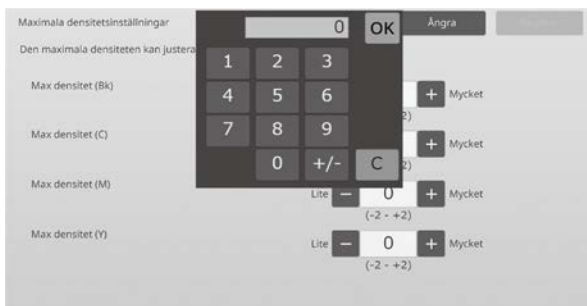 Maximala densitetsinställningar
0 OK Ångra
Den maximala densiteten kan justera
1 2 3
Max densitet (Bk)
4 5 6 + Mycket
2)
Max densitet (C)
7 8 9 + Mycket
0 +/- C 2)
Max densitet (M)
Lite − 0 + Mycket
(-2 - +2)
Max densitet (Y)
Lite − 0 + Mycket
(-2 - +2)